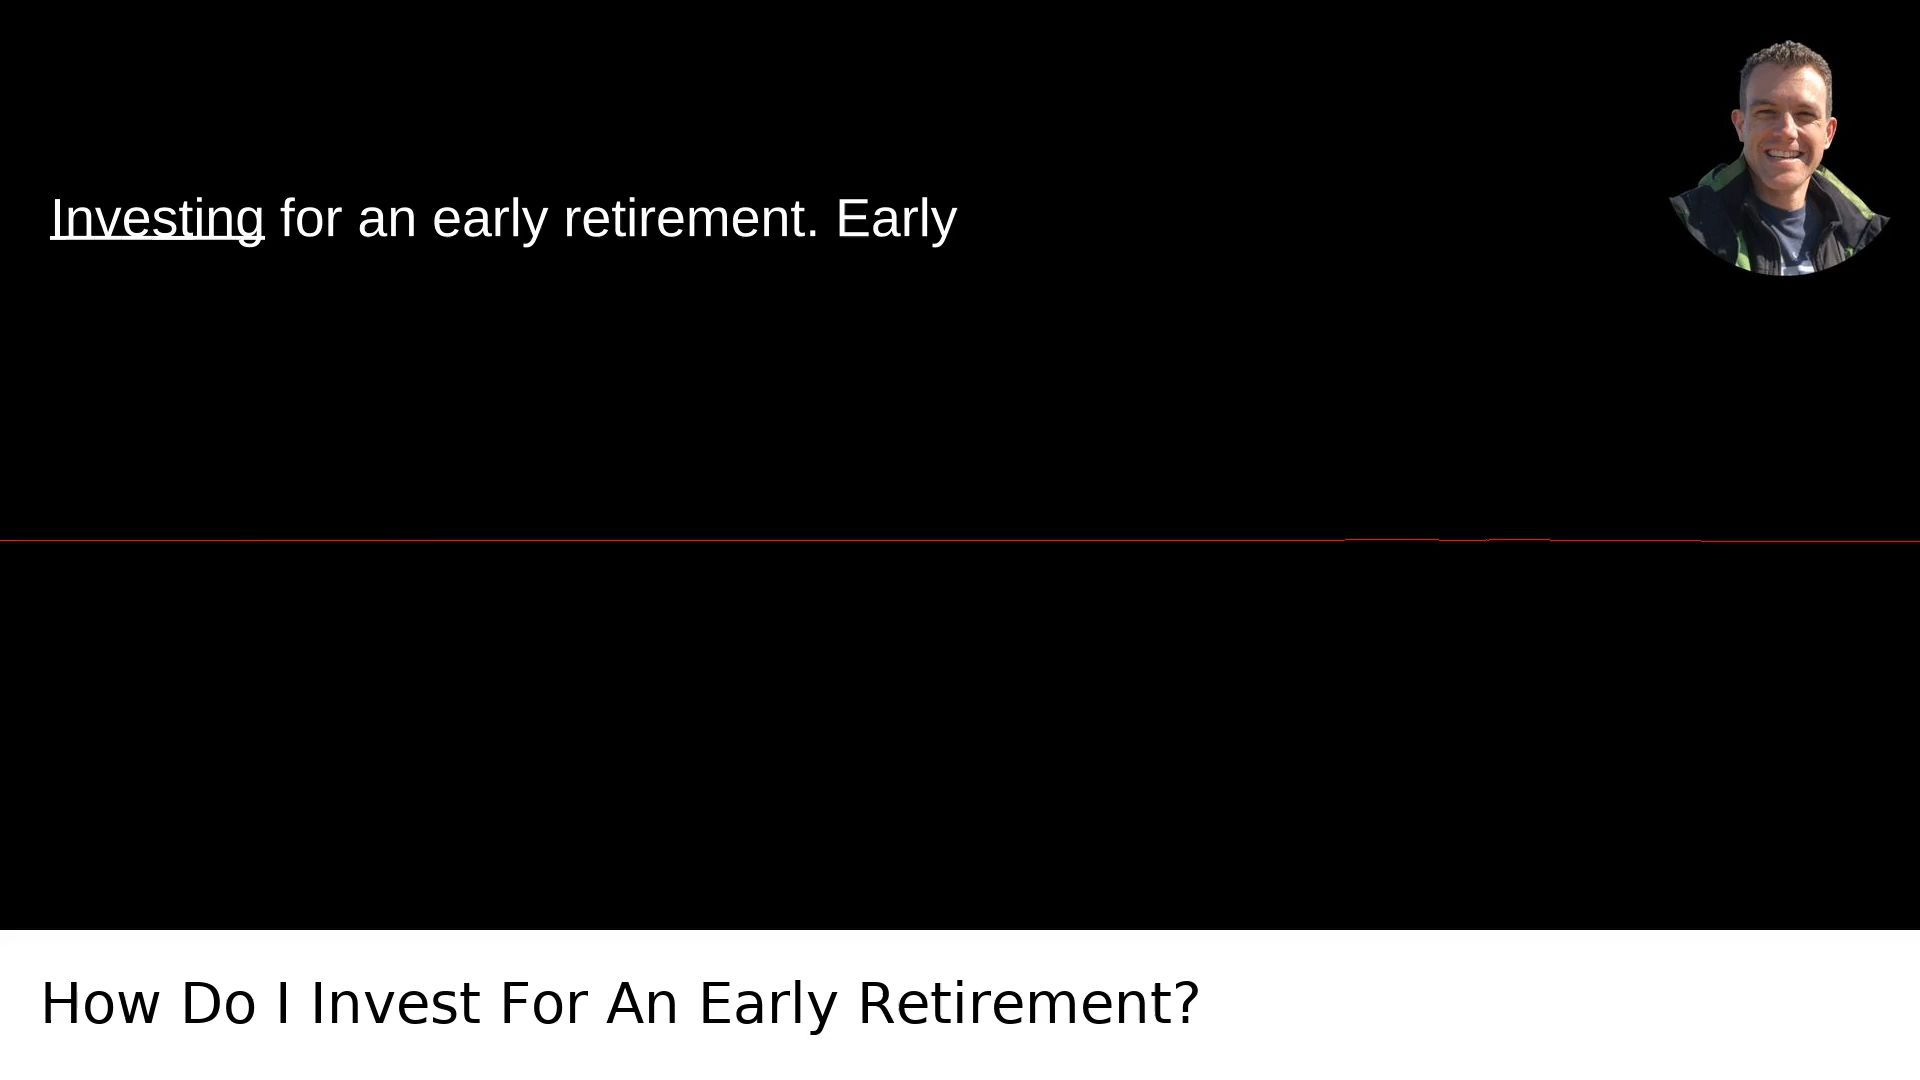 Investing for an early retirement. Early
How Do I Invest For An Early Retirement?